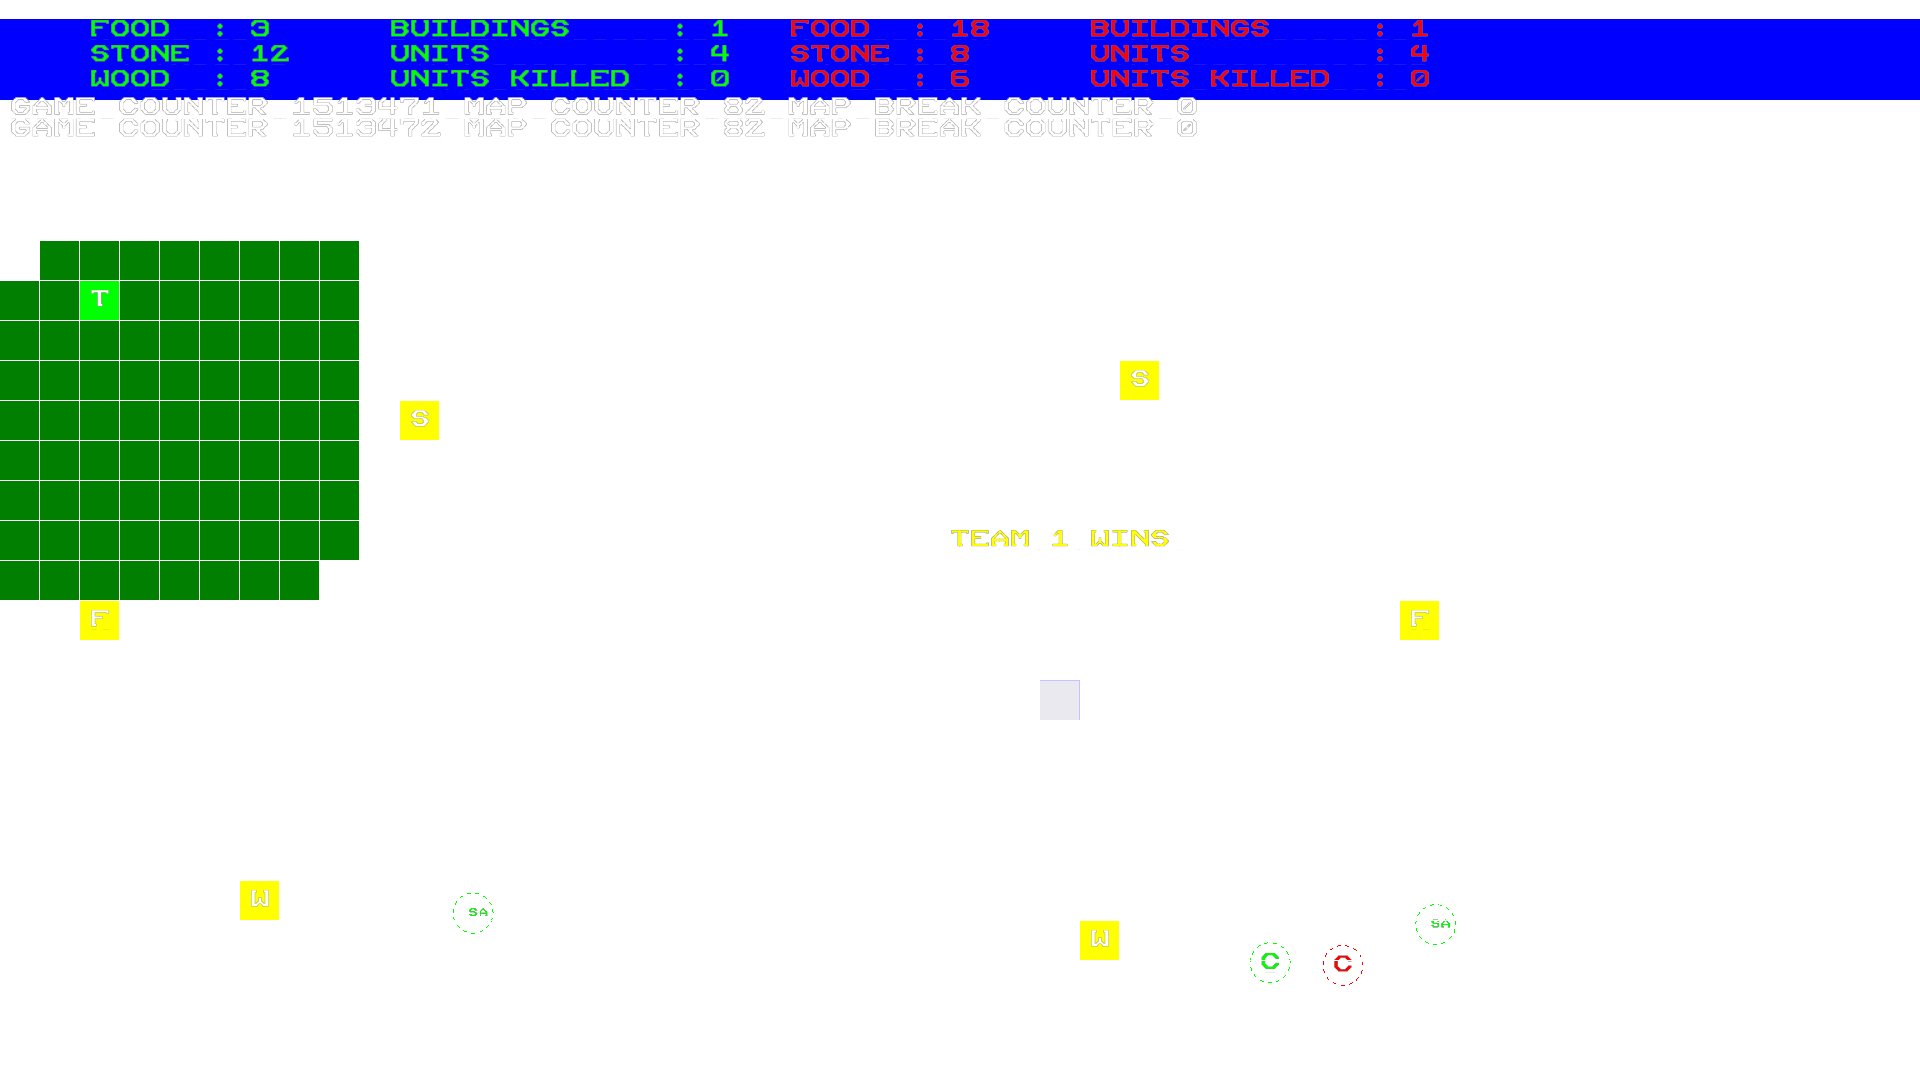 FOOD : 3 BUILDINGS : 1 FOOD : 18 BUILDINGS : 1
STONE : 12 UNITS : 4 STONE : 8 UNITS : 4
WOOD : 8 UNITS KILLED : 0 WOOD : 6 UNITS KILLED : 0
GAME COUNTER 1513471 MAP COUNTER 82 MAP BREAK COUNTER 0
GAME COUNTER 1513472 MAP COUNTER 82 MAP BREAK COUNTER 0
T
S
S
TEAM 1 WINS
F
F
W
SA
SA
W
C
C